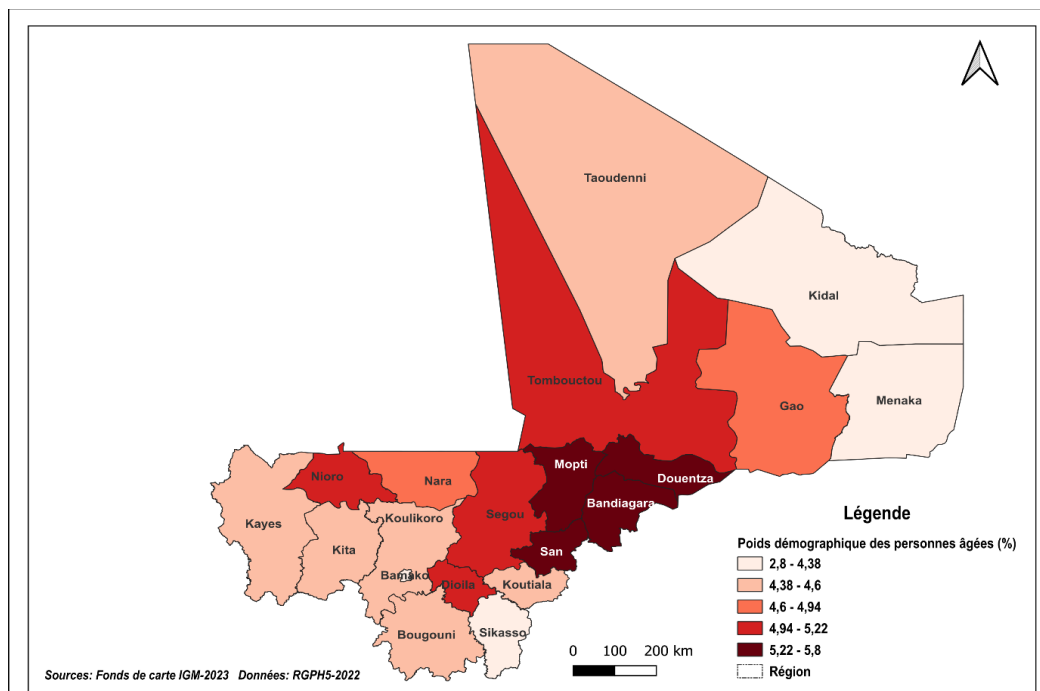 Taoudenni
Kidal
Tombouctou
Gao
Menaka
Mopti
Douentza
Nioro
Nara
Bandiagara
Kayes
Koulikoro
Segou
Kita
San
Bamako
Dioila
Koutiala
Bougouni
Sikasso
Légende
Poids démographique des personnes âgées (%)
2,8 - 4,38
4,38 - 4,6
4,6 - 4,94
4,94 - 5,22
5,22 - 5,8
Région
0 100 200 km
Sources: Fonds de carte IGM-2023 Données: RGPH5-2022